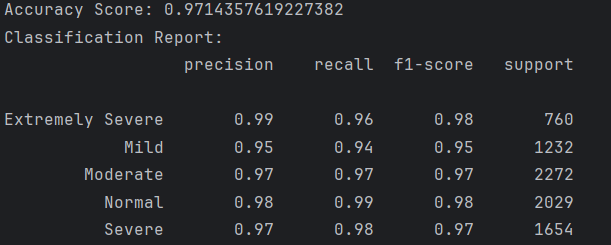 Accuracy Score: 0.9714357619227382
Classification Report:
precision recall f1-score support
Extremely Severe 0.99 0.96 0.98 760
Mild 0.95 0.94 0.95 1232
Moderate 0.97 0.97 0.97 2272
Normal 0.98 0.99 0.98 2029
Severe 0.97 0.98 0.97 1654